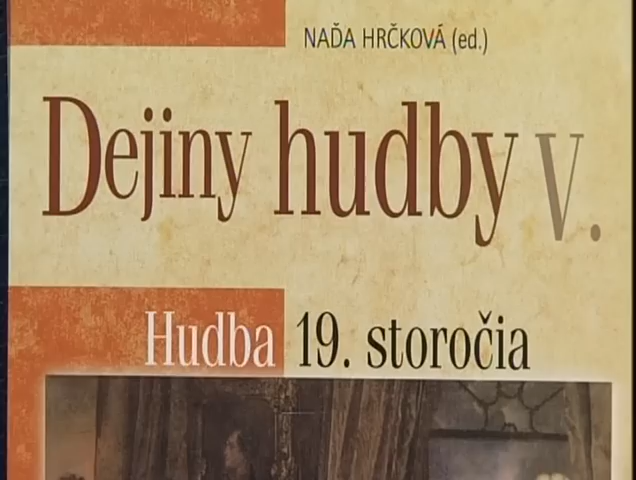 NAĎA HRČKOVÁ (ed.)
Dejiny hudby V.
Hudba 19. storočia